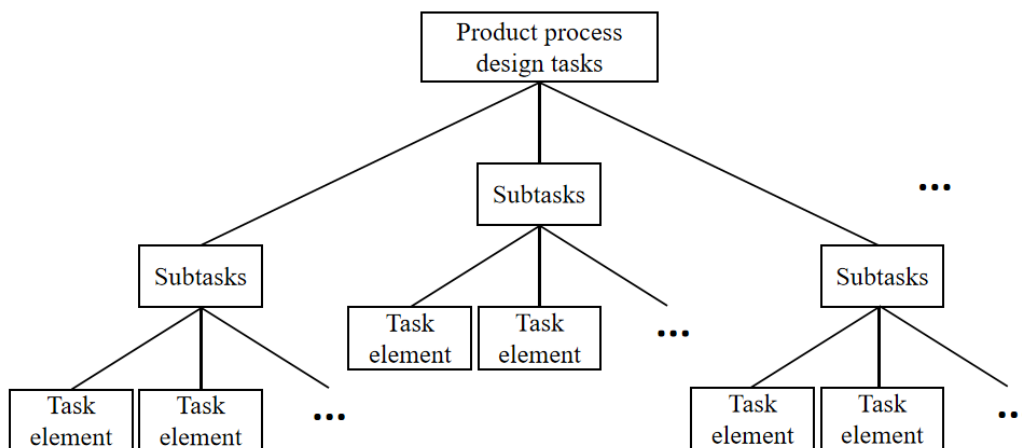 Product process
design tasks
Subtasks
...
Subtasks
Subtasks
Task
element
Task
element
...
Task
element
Task
element
...
Task
element
Task
element
..